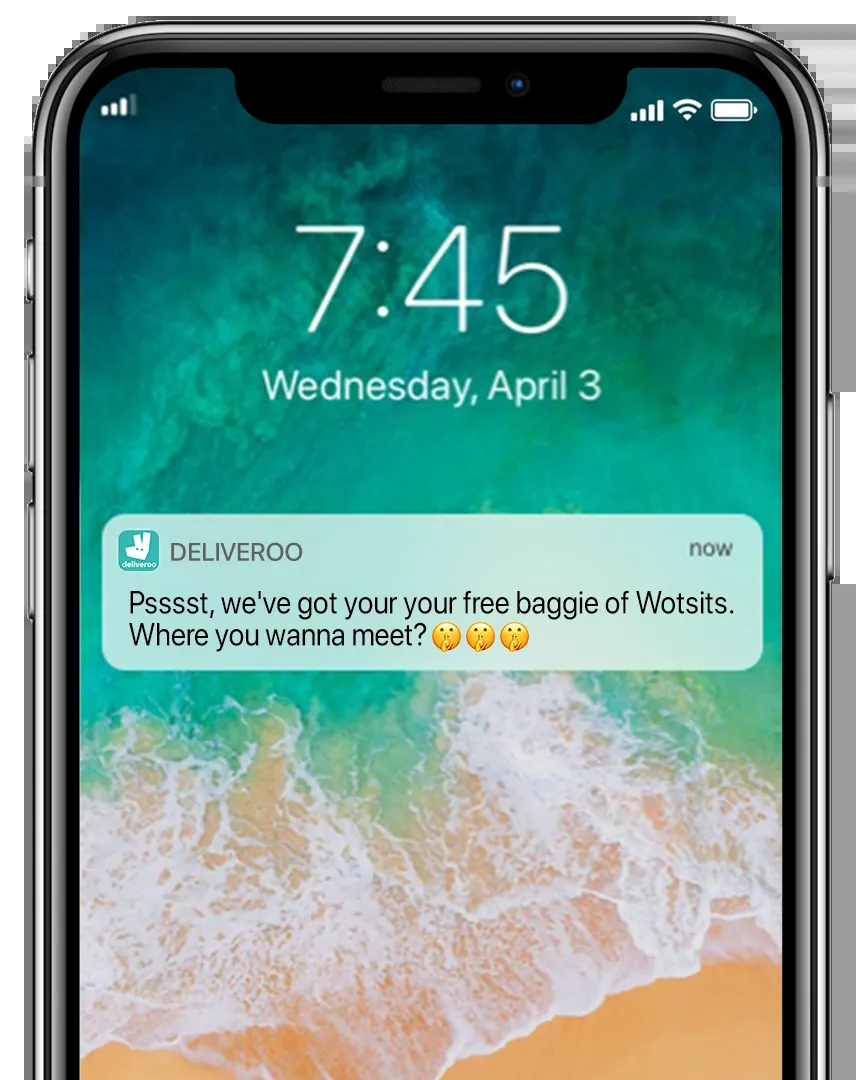 7:45
Wednesday, April 3
deliveroo
DELIVEROO
now
Psssst, we've got your your free baggie of Wotsits.
Where you wanna meet?🤫🤫🤫